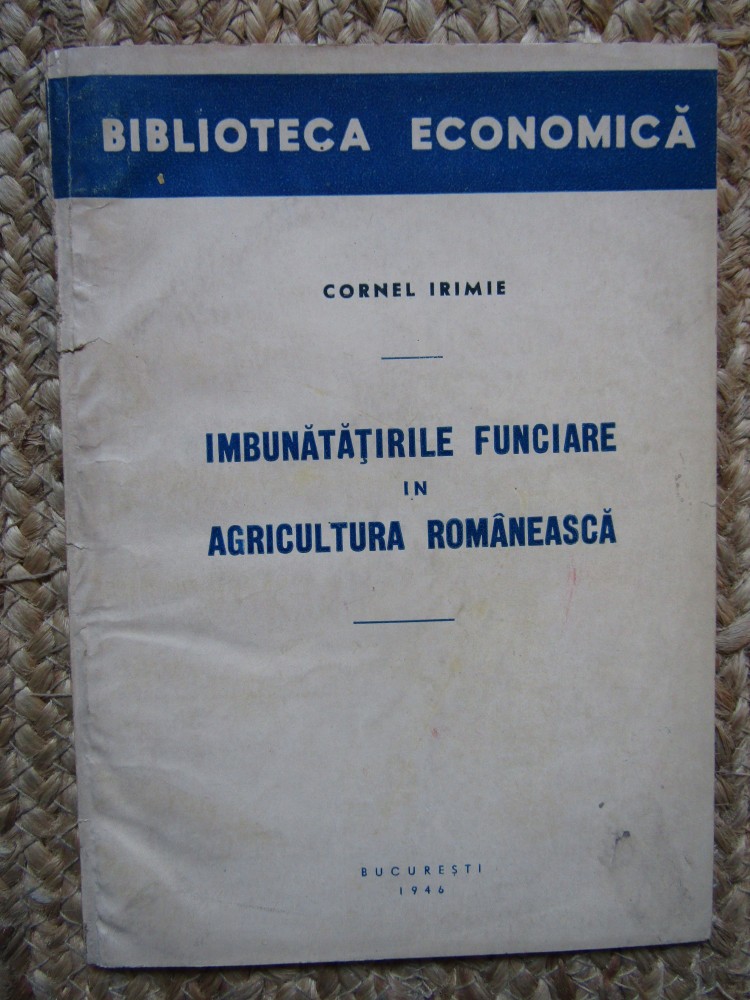 BIBLIOTECA ECONOMICĂ
CORNEL IRIMIE
IMBUNĂTĂŢIRILE FUNCIARE
IN
AGRICULTURA ROMÂNEASCĂ
BUCUREŞTI
1946